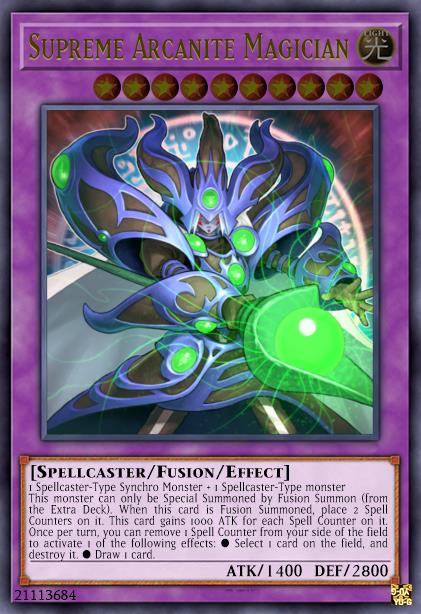 SUPREME ARCANITE MAGICIAN
LIGHT
光
[SPELLCASTER/FUSION/EFFECT]
1 Spellcaster-Type Synchro Monster + 1 Spellcaster-Type monster
This monster can only be Special Summoned by Fusion Summon (from
the Extra Deck). When this card is Fusion Summoned, place 2 Spell
Counters on it. This card gains 1000 ATK for each Spell Counter on it.
Once per turn, you can remove 1 Spell Counter from your side of the field
to activate 1 of the following effects: ● Select 1 card on the field, and
destroy it. ● Draw 1 card.
ATK/1400 DEF/2800
21113684